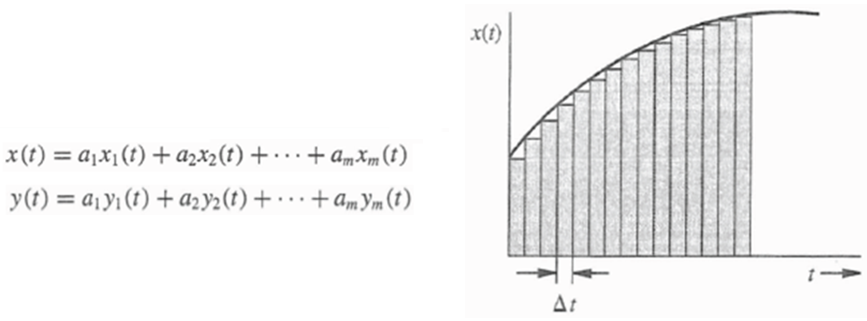 x(t) = a₁x₁(t) + a₂x₂(t) + ··· + aₘxₘ(t)
y(t) = a₁y₁(t) + a₂y₂(t) + ··· + aₘyₘ(t)
x(t)
t
Δt